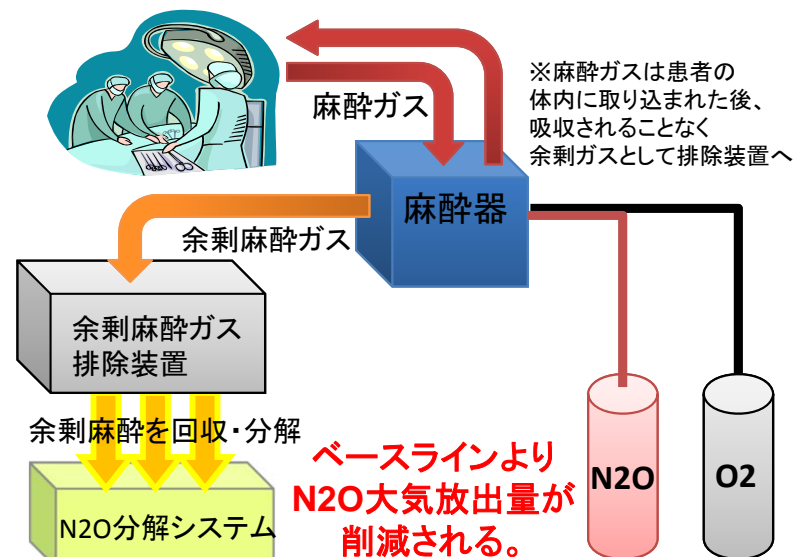 ※麻酔ガスは患者の
体内に取り込まれた後、
吸収されることなく
余剰ガスとして排除装置へ
麻酔ガス
麻酔器
余剰麻酔ガス
余剰麻酔ガス
排除装置
余剰麻酔を回収・分解
N2O分解システム
ベースラインより
N2O大気放出量が
削減される。
N2O
O2